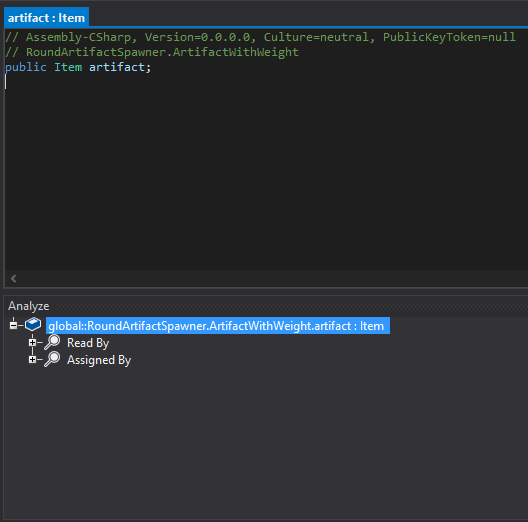 artifact : Item
// Assembly-CSharp, Version=0.0.0.0, Culture=neutral, PublicKeyToken=null
// RoundArtifactSpawner.ArtifactWithWeight
public Item artifact;
Analyze
global::RoundArtifactSpawner.ArtifactWithWeight.artifact : Item
Read By
Assigned By